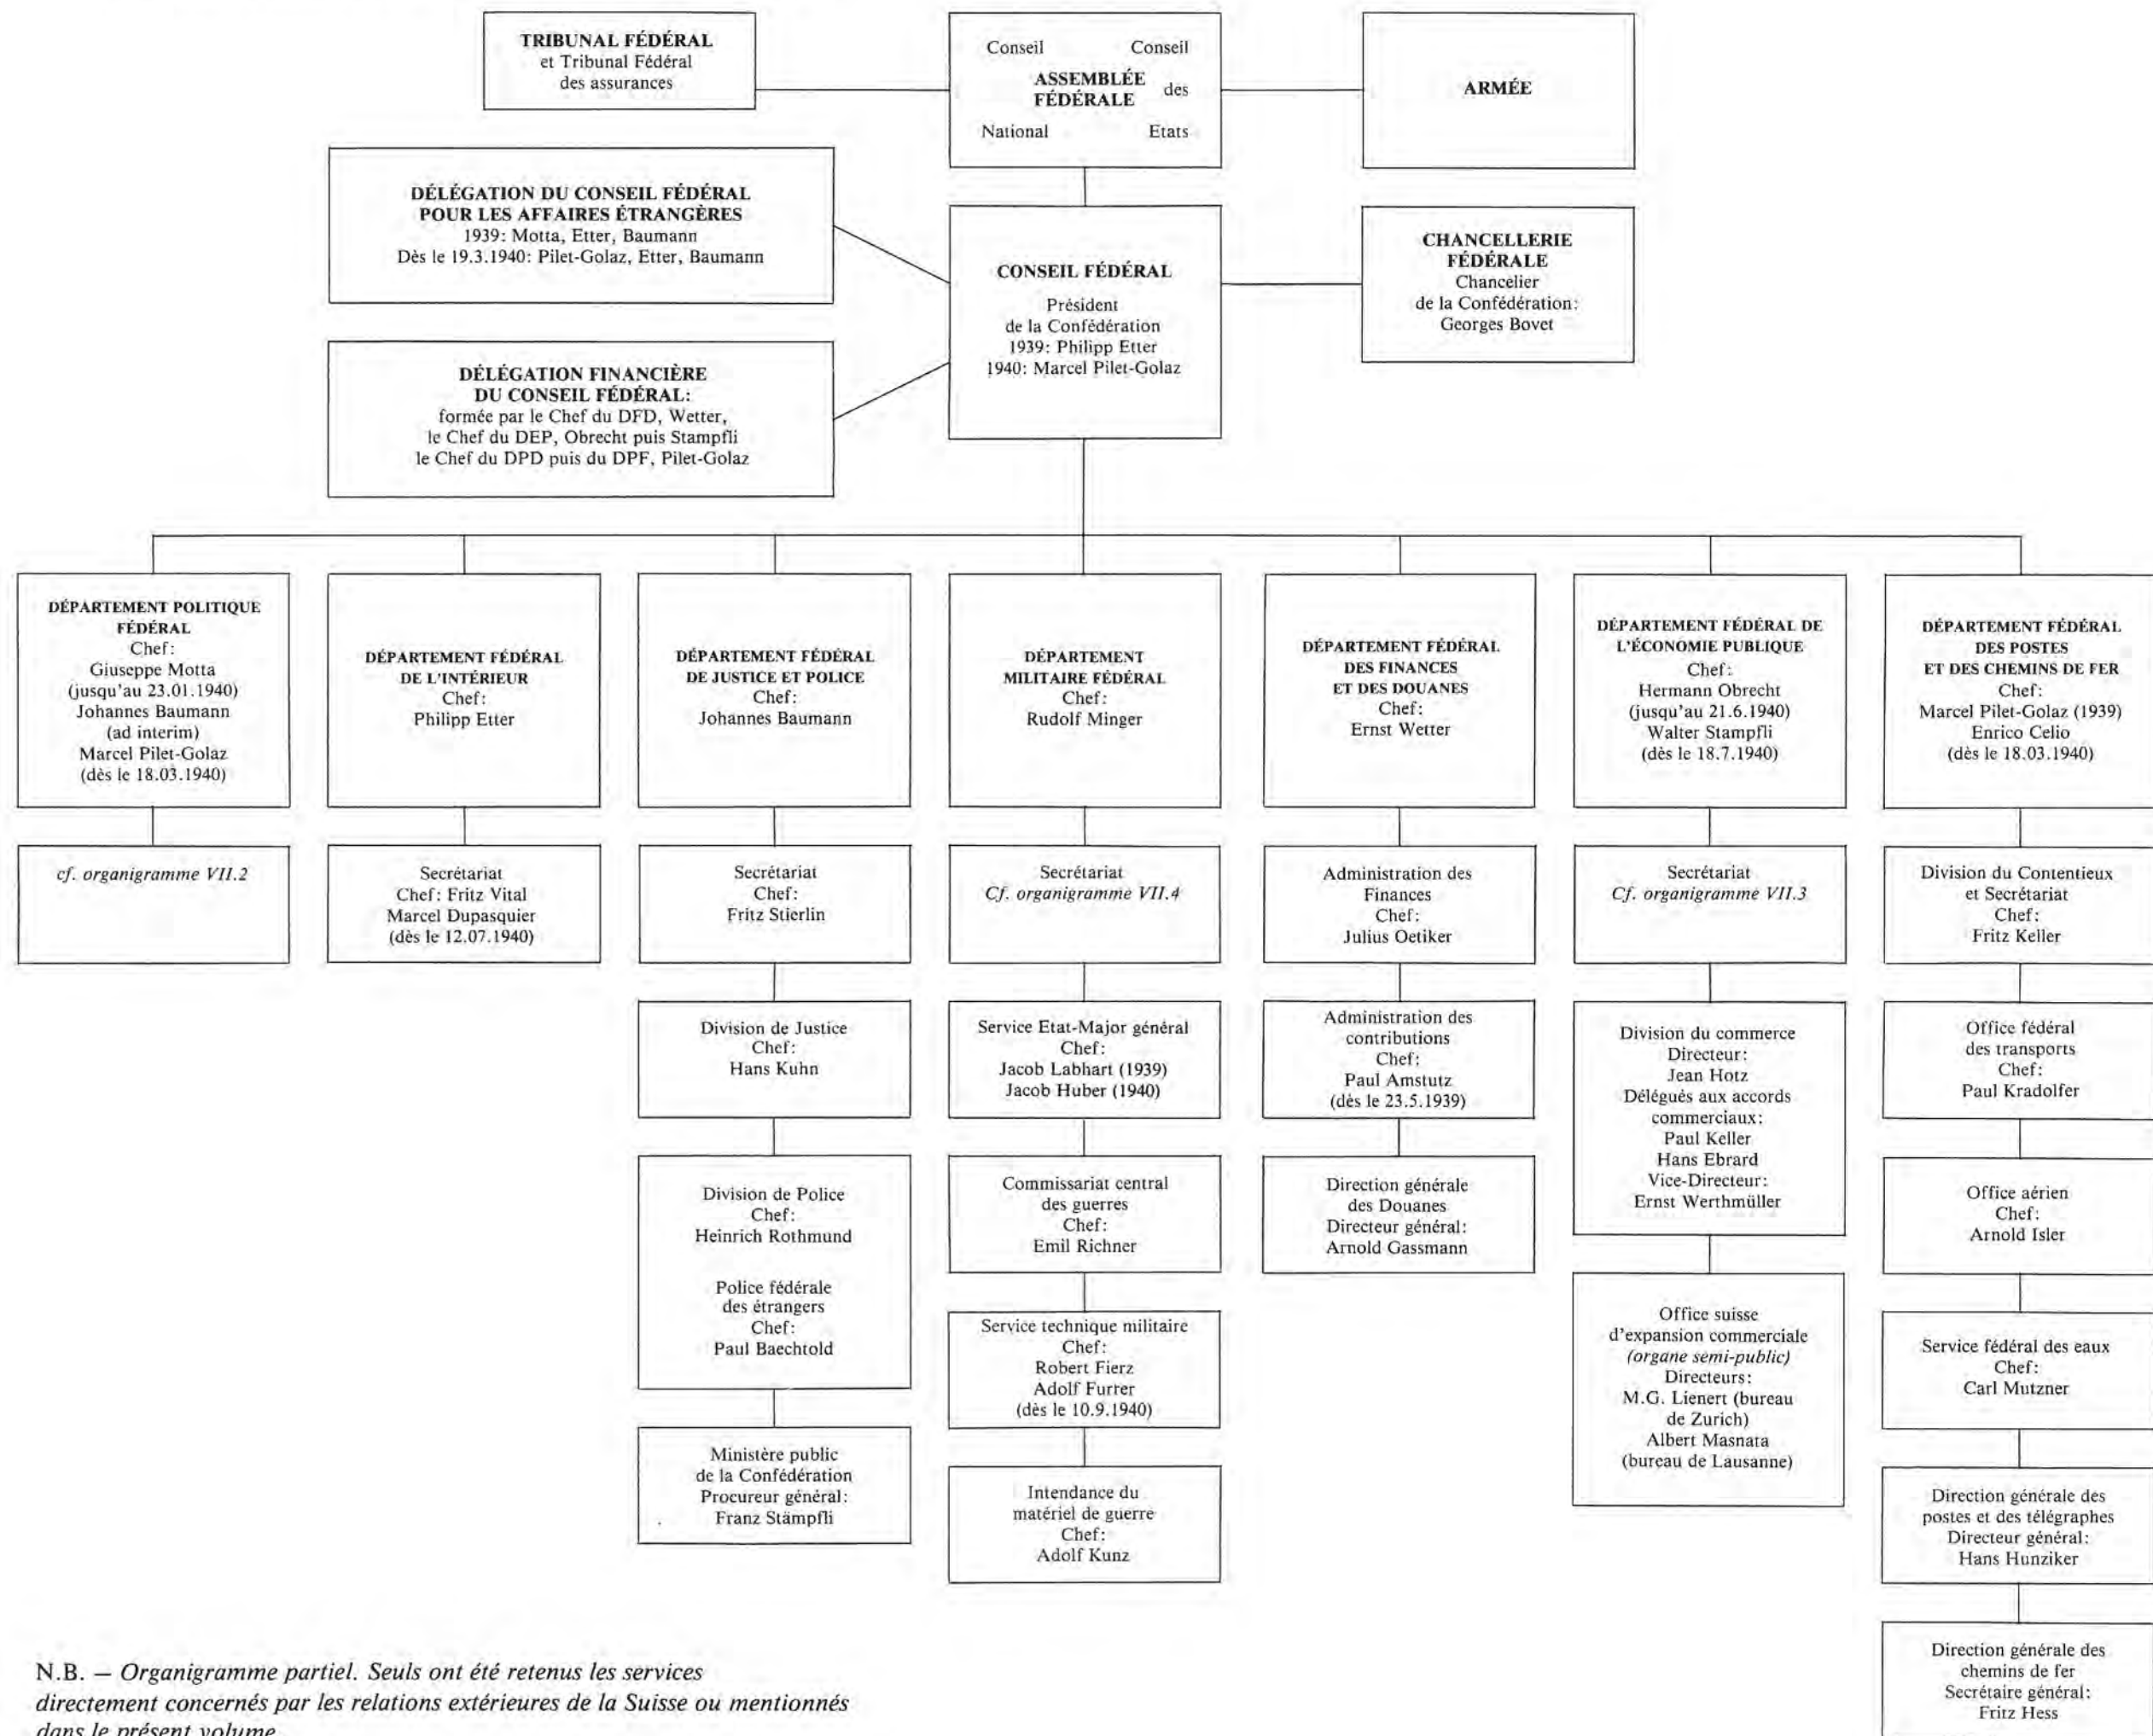 TRIBUNAL FÉDÉRAL
et Tribunal Fédéral
des assurances
Conseil Conseil
ASSEMBLÉE
FÉDÉRALE des
National Etats
ARMÉE
DÉLÉGATION DU CONSEIL FÉDÉRAL
POUR LES AFFAIRES ÉTRANGÈRES
1939: Motta, Etter, Baumann
Dès le 19.3.1940: Pilet-Golaz, Etter, Baumann
CONSEIL FÉDÉRAL
Président
de la Confédération
1939: Philipp Etter
1940: Marcel Pilet-Golaz
CHANCELLERIE
FÉDÉRALE
Chancelier
de la Confédération:
Georges Bovet
DÉLÉGATION FINANCIÈRE
DU CONSEIL FÉDÉRAL:
formée par le Chef du DFD, Wetter,
le Chef du DEP, Obrecht puis Stampfli
le Chef du DPD puis du DPF, Pilet-Golaz
DÉPARTEMENT POLITIQUE
FÉDÉRAL
Chef:
Giuseppe Motta
(jusqu'au 23.01.1940)
Johannes Baumann
(ad interim)
Marcel Pilet-Golaz
(dès le 18.03.1940)
DÉPARTEMENT FÉDÉRAL
DE L'INTÉRIEUR
Chef:
Philipp Etter
DÉPARTEMENT FÉDÉRAL
DE JUSTICE ET POLICE
Chef:
Johannes Baumann
DÉPARTEMENT
MILITAIRE FÉDÉRAL
Chef:
Rudolf Minger
DÉPARTEMENT FÉDÉRAL
DES FINANCES
ET DES DOUANES
Chef:
Ernst Wetter
DÉPARTEMENT FÉDÉRAL DE
L'ÉCONOMIE PUBLIQUE
Chef:
Hermann Obrecht
(jusqu'au 21.6.1940)
Walter Stampfli
(dès le 18.7.1940)
DÉPARTEMENT FÉDÉRAL
DES POSTES
ET DES CHEMINS DE FER
Chef:
Marcel Pilet-Golaz (1939)
Enrico Celio
(dès le 18.03.1940)
cf. organigramme VII.2
Secrétariat
Chef: Fritz Vital
Marcel Dupasquier
(dès le 12.07.1940)
Secrétariat
Chef:
Fritz Stierlin
Secrétariat
Cf. organigramme VII.4
Administration des
Finances
Chef:
Julius Oetiker
Secrétariat
Cf. organigramme VII.3
Division du Contentieux
et Secrétariat
Chef:
Fritz Keller
Division de Justice
Chef:
Hans Kuhn
Service Etat-Major général
Chef:
Jacob Labhart (1939)
Jacob Huber (1940)
Administration des
contributions
Chef:
Paul Amstutz
(dès le 23.5.1939)
Division du commerce
Directeur:
Jean Hotz
Délégués aux accords
commerciaux:
Paul Keller
Hans Ebrard
Vice-Directeur:
Ernst Werthmüller
Office fédéral
des transports
Chef:
Paul Kradolfer
Division de Police
Chef:
Heinrich Rothmund
Police fédérale
des étrangers
Chef:
Paul Baechtold
Commissariat central
des guerres
Chef:
Emil Richner
Direction générale
des Douanes
Directeur général:
Arnold Gassmann
Office aérien
Chef:
Arnold Isler
Service technique militaire
Chef:
Robert Fierz
Adolf Furrer
(dès le 10.9.1940)
Office suisse
d'expansion commerciale
(organe semi-public)
Directeurs:
M.G. Lienert (bureau
de Zurich)
Albert Masnata
(bureau de Lausanne)
Service fédéral des eaux
Chef:
Carl Mutzner
Ministère public
de la Confédération
Procureur général:
Franz Stämpfli
Intendance du
matériel de guerre
Chef:
Adolf Kunz
Direction générale des
postes et des télégraphes
Directeur général:
Hans Hunziker
Direction générale des
chemins de fer
Secrétaire général:
Fritz Hess
N.B. — Organigramme partiel. Seuls ont été retenus les services
directement concernés par les relations extérieures de la Suisse ou mentionnés
dans le présent volume